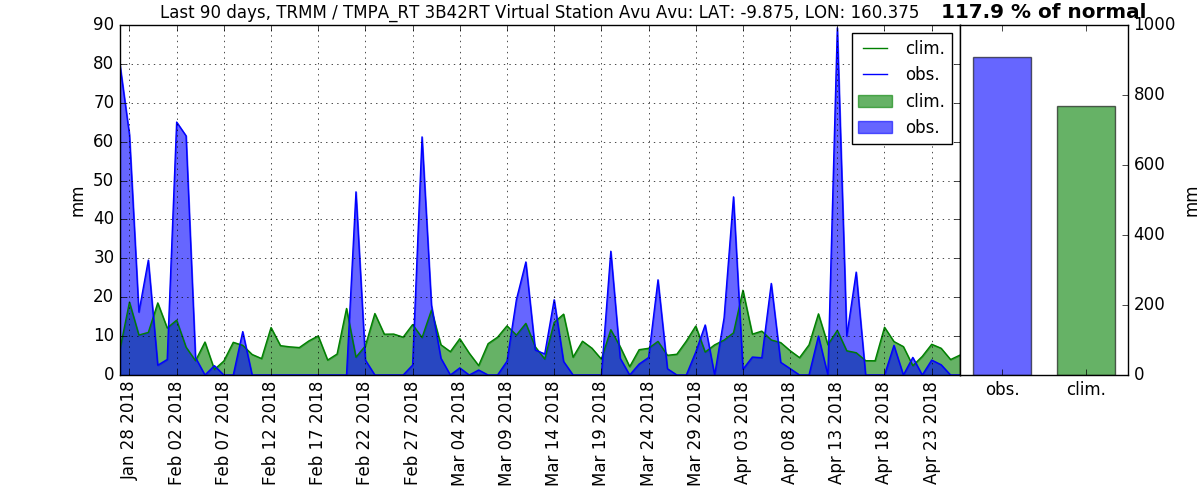 Last 90 days, TRMM / TMPA_RT 3B42RT Virtual Station Avu Avu: LAT: -9.875, LON: 160.375
117.9 % of normal
90
80
70
60
50
40
30
20
10
0
mm
clim.
obs.
clim.
obs.
1000
800
600
400
200
0
mm
Jan 28 2018
Feb 02 2018
Feb 07 2018
Feb 12 2018
Feb 17 2018
Feb 22 2018
Feb 27 2018
Mar 04 2018
Mar 09 2018
Mar 14 2018
Mar 19 2018
Mar 24 2018
Mar 29 2018
Apr 03 2018
Apr 08 2018
Apr 13 2018
Apr 18 2018
Apr 23 2018
obs.
clim.